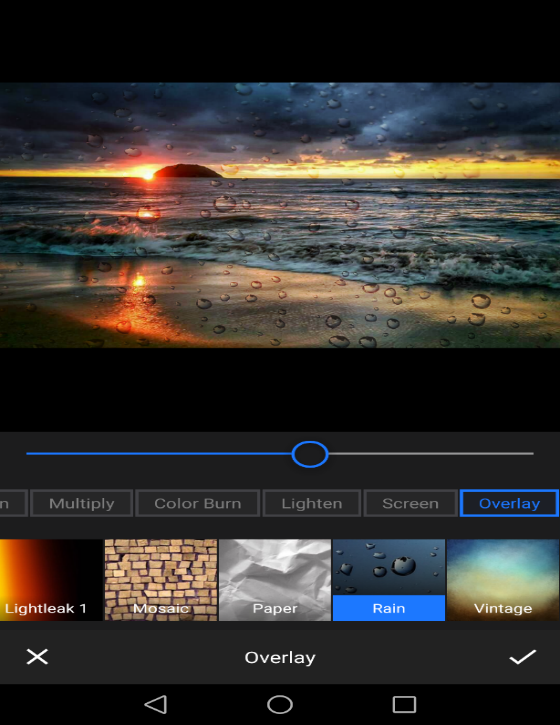 n Multiply Color Burn Lighten Screen Overlay
Lightleak 1 Mosaic Paper Rain Vintage
Overlay